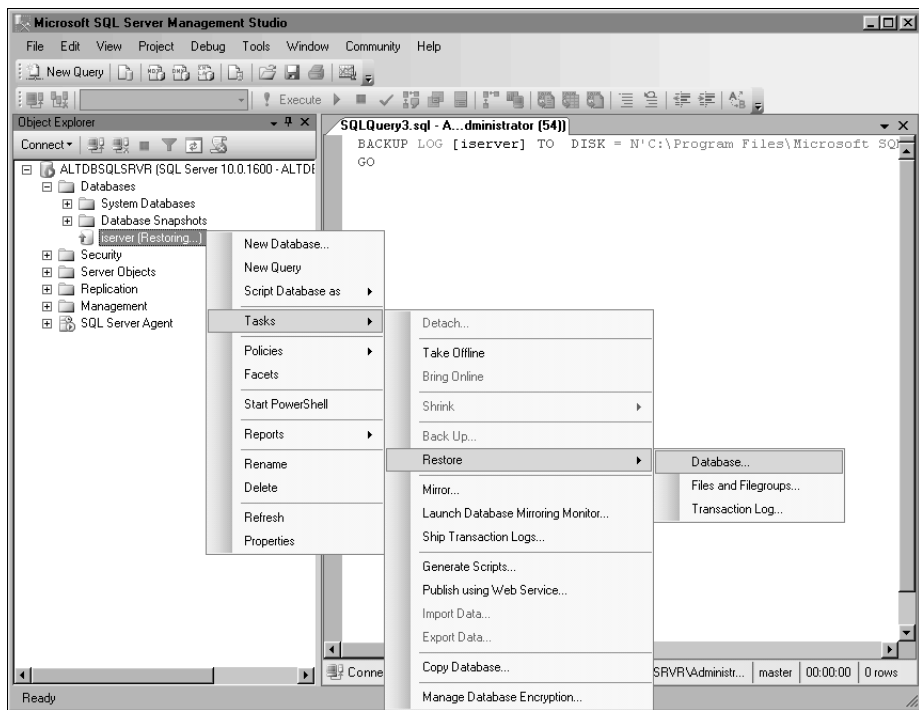 Microsoft SQL Server Management Studio
File Edit View Project Debug Tools Window Community Help
New Query
Execute
Object Explorer
Connect
ALTDBSQLSRVR (SQL Server 10.0.1600 - ALTDE
Databases
System Databases
Database Snapshots
iserver (Restoring...)
Security
Server Objects
Replication
Management
SQL Server Agent
SQLQuery3.sql - A...dministrator (54))
BACKUP LOG [iserver] TO DISK = N'C:\Program Files\Microsoft SQ
GO
New Database...
New Query
Script Database as
Tasks
Policies
Facets
Start PowerShell
Reports
Rename
Delete
Refresh
Properties
Detach...
Take Offline
Bring Online
Shrink
Back Up...
Restore
Mirror...
Launch Database Mirroring Monitor...
Ship Transaction Logs...
Generate Scripts...
Publish using Web Service...
Import Data...
Export Data...
Copy Database...
Manage Database Encryption...
Database...
Files and Filegroups...
Transaction Log...
Conne
SRVR\Administr... master 00:00:00 0 rows
Ready